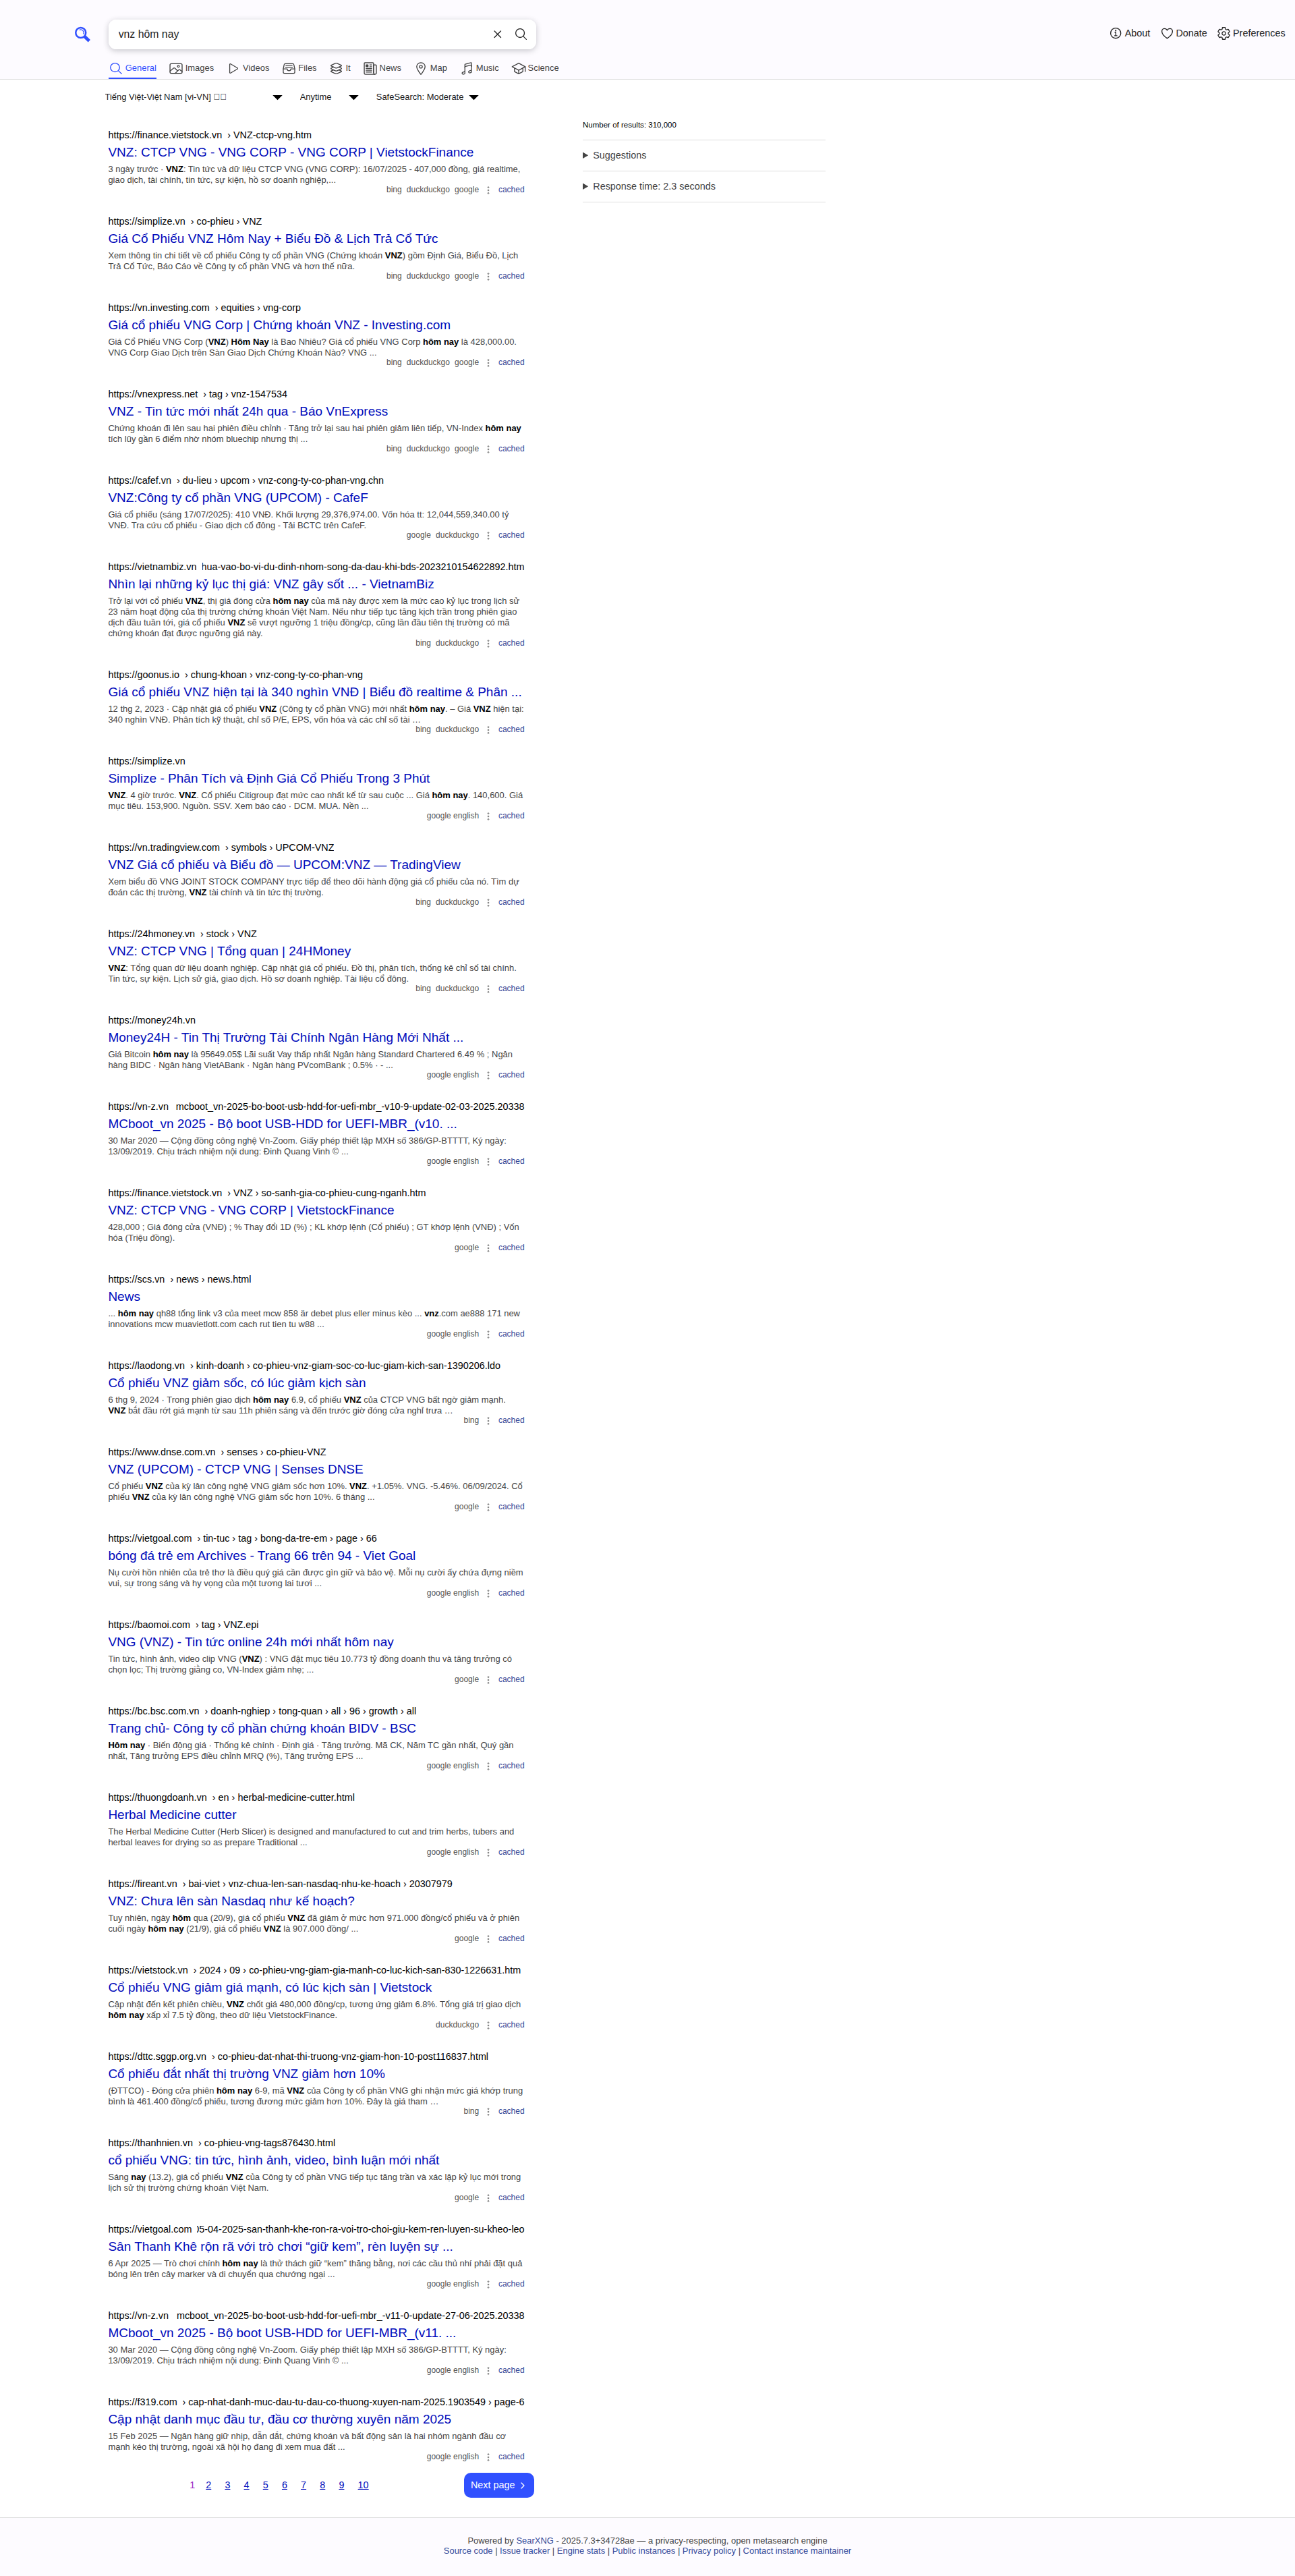 vnz hôm nay
About Donate Preferences
General Images Videos Files It News Map Music Science
Tiếng Việt-Việt Nam [vi-VN] Anytime SafeSearch: Moderate
Number of results: 310,000
Suggestions
Response time: 2.3 seconds
https://finance.vietstock.vn › VNZ-ctcp-vng.htm
VNZ: CTCP VNG - VNG CORP - VNG CORP | VietstockFinance
3 ngày trước · VNZ: Tin tức và dữ liệu CTCP VNG (VNG CORP): 16/07/2025 - 407,000 đồng, giá realtime,
giao dịch, tài chính, tin tức, sự kiện, hồ sơ doanh nghiệp,...
bing duckduckgo google cached
https://simplize.vn › co-phieu › VNZ
Giá Cổ Phiếu VNZ Hôm Nay + Biểu Đồ & Lịch Trả Cổ Tức
Xem thông tin chi tiết về cổ phiếu Công ty cổ phần VNG (Chứng khoán VNZ) gồm Định Giá, Biểu Đồ, Lịch
Trả Cổ Tức, Báo Cáo về Công ty cổ phần VNG và hơn thế nữa.
bing duckduckgo google cached
https://vn.investing.com › equities › vng-corp
Giá cổ phiếu VNG Corp | Chứng khoán VNZ - Investing.com
Giá Cổ Phiếu VNG Corp (VNZ) Hôm Nay là Bao Nhiêu? Giá cổ phiếu VNG Corp hôm nay là 428,000.00.
VNG Corp Giao Dịch trên Sàn Giao Dịch Chứng Khoán Nào? VNG ...
bing duckduckgo google cached
https://vnexpress.net › tag › vnz-1547534
VNZ - Tin tức mới nhất 24h qua - Báo VnExpress
Chứng khoán đi lên sau hai phiên điều chỉnh · Tăng trở lại sau hai phiên giảm liên tiếp, VN-Index hôm nay
tích lũy gần 6 điểm nhờ nhóm bluechip nhưng thị ...
bing duckduckgo google cached
https://cafef.vn › du-lieu › upcom › vnz-cong-ty-co-phan-vng.chn
VNZ:Công ty cổ phần VNG (UPCOM) - CafeF
Giá cổ phiếu (sáng 17/07/2025): 410 VNĐ. Khối lượng 29,376,974.00. Vốn hóa tt: 12,044,559,340.00 tỷ
VNĐ. Tra cứu cổ phiếu - Giao dịch cổ đông - Tải BCTC trên CafeF.
google duckduckgo cached
https://vietnambiz.vn hua-vao-bo-vi-du-dinh-nhom-song-da-dau-khi-bds-2023210154622892.htm
Nhìn lại những kỷ lục thị giá: VNZ gây sốt ... - VietnamBiz
Trở lại với cổ phiếu VNZ, thị giá đóng cửa hôm nay của mã này được xem là mức cao kỷ lục trong lịch sử
23 năm hoạt động của thị trường chứng khoán Việt Nam. Nếu như tiếp tục tăng kịch trần trong phiên giao
dịch đầu tuần tới, giá cổ phiếu VNZ sẽ vượt ngưỡng 1 triệu đồng/cp, cũng lần đầu tiên thị trường có mã
chứng khoán đạt được ngưỡng giá này.
bing duckduckgo cached
https://goonus.io › chung-khoan › vnz-cong-ty-co-phan-vng
Giá cổ phiếu VNZ hiện tại là 340 nghìn VNĐ | Biểu đồ realtime & Phân ...
12 thg 2, 2023 · Cập nhật giá cổ phiếu VNZ (Công ty cổ phần VNG) mới nhất hôm nay. – Giá VNZ hiện tại:
340 nghìn VNĐ. Phân tích kỹ thuật, chỉ số P/E, EPS, vốn hóa và các chỉ số tài …
bing duckduckgo cached
https://simplize.vn
Simplize - Phân Tích và Định Giá Cổ Phiếu Trong 3 Phút
VNZ. 4 giờ trước. VNZ. Cổ phiếu Citigroup đạt mức cao nhất kể từ sau cuộc ... Giá hôm nay. 140,600. Giá
mục tiêu. 153,900. Nguồn. SSV. Xem báo cáo · DCM. MUA. Nền ...
google english cached
https://vn.tradingview.com › symbols › UPCOM-VNZ
VNZ Giá cổ phiếu và Biểu đồ — UPCOM:VNZ — TradingView
Xem biểu đồ VNG JOINT STOCK COMPANY trực tiếp để theo dõi hành động giá cổ phiếu của nó. Tìm dự
đoán các thị trường, VNZ tài chính và tin tức thị trường.
bing duckduckgo cached
https://24hmoney.vn › stock › VNZ
VNZ: CTCP VNG | Tổng quan | 24HMoney
VNZ: Tổng quan dữ liệu doanh nghiệp. Cập nhật giá cổ phiếu. Đồ thị, phân tích, thống kê chỉ số tài chính.
Tin tức, sự kiện. Lịch sử giá, giao dịch. Hồ sơ doanh nghiệp. Tài liệu cổ đông.
bing duckduckgo cached
https://money24h.vn
Money24H - Tin Thị Trường Tài Chính Ngân Hàng Mới Nhất ...
Giá Bitcoin hôm nay là 95649.05$ Lãi suất Vay thấp nhất Ngân hàng Standard Chartered 6.49 % ; Ngân
hàng BIDC · Ngân hàng VietABank · Ngân hàng PVcomBank ; 0.5% · - ...
google english cached
https://vn-z.vn mcboot_vn-2025-bo-boot-usb-hdd-for-uefi-mbr_-v10-9-update-02-03-2025.20338
MCboot_vn 2025 - Bộ boot USB-HDD for UEFI-MBR_(v10. ...
30 Mar 2020 — Cộng đồng công nghệ Vn-Zoom. Giấy phép thiết lập MXH số 386/GP-BTTTT, Ký ngày:
13/09/2019. Chịu trách nhiệm nội dung: Đinh Quang Vinh © ...
google english cached
https://finance.vietstock.vn › VNZ › so-sanh-gia-co-phieu-cung-nganh.htm
VNZ: CTCP VNG - VNG CORP | VietstockFinance
428,000 ; Giá đóng cửa (VNĐ) ; % Thay đổi 1D (%) ; KL khớp lệnh (Cổ phiếu) ; GT khớp lệnh (VNĐ) ; Vốn
hóa (Triệu đồng).
google cached
https://scs.vn › news › news.html
News
... hôm nay qh88 tổng link v3 của meet mcw 858 är debet plus eller minus kèo ... vnz.com ae888 171 new
innovations mcw muavietlott.com cach rut tien tu w88 ...
google english cached
https://laodong.vn › kinh-doanh › co-phieu-vnz-giam-soc-co-luc-giam-kich-san-1390206.ldo
Cổ phiếu VNZ giảm sốc, có lúc giảm kịch sàn
6 thg 9, 2024 · Trong phiên giao dịch hôm nay 6.9, cổ phiếu VNZ của CTCP VNG bất ngờ giảm mạnh.
VNZ bắt đầu rớt giá mạnh từ sau 11h phiên sáng và đến trước giờ đóng cửa nghỉ trưa …
bing cached
https://www.dnse.com.vn › senses › co-phieu-VNZ
VNZ (UPCOM) - CTCP VNG | Senses DNSE
Cổ phiếu VNZ của kỳ lân công nghệ VNG giảm sốc hơn 10%. VNZ. +1.05%. VNG. -5.46%. 06/09/2024. Cổ
phiếu VNZ của kỳ lân công nghệ VNG giảm sốc hơn 10%. 6 tháng ...
google cached
https://vietgoal.com › tin-tuc › tag › bong-da-tre-em › page › 66
bóng đá trẻ em Archives - Trang 66 trên 94 - Viet Goal
Nụ cười hồn nhiên của trẻ thơ là điều quý giá cần được gìn giữ và bảo vệ. Mỗi nụ cười ấy chứa đựng niềm
vui, sự trong sáng và hy vọng của một tương lai tươi ...
google english cached
https://baomoi.com › tag › VNZ.epi
VNG (VNZ) - Tin tức online 24h mới nhất hôm nay
Tin tức, hình ảnh, video clip VNG (VNZ) : VNG đặt mục tiêu 10.773 tỷ đồng doanh thu và tăng trưởng có
chọn lọc; Thị trường giằng co, VN-Index giảm nhẹ; ...
google cached
https://bc.bsc.com.vn › doanh-nghiep › tong-quan › all › 96 › growth › all
Trang chủ- Công ty cổ phần chứng khoán BIDV - BSC
Hôm nay · Biến động giá · Thống kê chính · Định giá · Tăng trưởng. Mã CK, Năm TC gần nhất, Quý gần
nhất, Tăng trưởng EPS điều chỉnh MRQ (%), Tăng trưởng EPS ...
google english cached
https://thuongdoanh.vn › en › herbal-medicine-cutter.html
Herbal Medicine cutter
The Herbal Medicine Cutter (Herb Slicer) is designed and manufactured to cut and trim herbs, tubers and
herbal leaves for drying so as prepare Traditional ...
google english cached
https://fireant.vn › bai-viet › vnz-chua-len-san-nasdaq-nhu-ke-hoach › 20307979
VNZ: Chưa lên sàn Nasdaq như kế hoạch?
Tuy nhiên, ngày hôm qua (20/9), giá cổ phiếu VNZ đã giảm ở mức hơn 971.000 đồng/cổ phiếu và ở phiên
cuối ngày hôm nay (21/9), giá cổ phiếu VNZ là 907.000 đồng/ ...
google cached
https://vietstock.vn › 2024 › 09 › co-phieu-vng-giam-gia-manh-co-luc-kich-san-830-1226631.htm
Cổ phiếu VNG giảm giá mạnh, có lúc kịch sàn | Vietstock
Cập nhật đến kết phiên chiều, VNZ chốt giá 480,000 đồng/cp, tương ứng giảm 6.8%. Tổng giá trị giao dịch
hôm nay xấp xỉ 7.5 tỷ đồng, theo dữ liệu VietstockFinance.
duckduckgo cached
https://dttc.sggp.org.vn › co-phieu-dat-nhat-thi-truong-vnz-giam-hon-10-post116837.html
Cổ phiếu đắt nhất thị trường VNZ giảm hơn 10%
(ĐTTCO) - Đóng cửa phiên hôm nay 6-9, mã VNZ của Công ty cổ phần VNG ghi nhận mức giá khớp trung
bình là 461.400 đồng/cổ phiếu, tương đương mức giảm hơn 10%. Đây là giá tham …
bing cached
https://thanhnien.vn › co-phieu-vng-tags876430.html
cổ phiếu VNG: tin tức, hình ảnh, video, bình luận mới nhất
Sáng nay (13.2), giá cổ phiếu VNZ của Công ty cổ phần VNG tiếp tục tăng trần và xác lập kỷ lục mới trong
lịch sử thị trường chứng khoán Việt Nam.
google cached
https://vietgoal.com 05-04-2025-san-thanh-khe-ron-ra-voi-tro-choi-giu-kem-ren-luyen-su-kheo-leo
Sân Thanh Khê rộn rã với trò chơi “giữ kem”, rèn luyện sự ...
6 Apr 2025 — Trò chơi chính hôm nay là thử thách giữ “kem” thăng bằng, nơi các cầu thủ nhí phải đặt quả
bóng lên trên cây marker và di chuyển qua chướng ngại ...
google english cached
https://vn-z.vn mcboot_vn-2025-bo-boot-usb-hdd-for-uefi-mbr_-v11-0-update-27-06-2025.20338
MCboot_vn 2025 - Bộ boot USB-HDD for UEFI-MBR_(v11. ...
30 Mar 2020 — Cộng đồng công nghệ Vn-Zoom. Giấy phép thiết lập MXH số 386/GP-BTTTT, Ký ngày:
13/09/2019. Chịu trách nhiệm nội dung: Đinh Quang Vinh © ...
google english cached
https://f319.com › cap-nhat-danh-muc-dau-tu-dau-co-thuong-xuyen-nam-2025.1903549 › page-6
Cập nhật danh mục đầu tư, đầu cơ thường xuyên năm 2025
15 Feb 2025 — Ngân hàng giữ nhịp, dẫn dắt, chứng khoán và bất động sản là hai nhóm ngành đầu cơ
mạnh kéo thị trường, ngoài xã hội họ đang đi xem mua đất ...
google english cached
1 2 3 4 5 6 7 8 9 10 Next page
Powered by SearXNG - 2025.7.3+34728ae — a privacy-respecting, open metasearch engine
Source code | Issue tracker | Engine stats | Public instances | Privacy policy | Contact instance maintainer